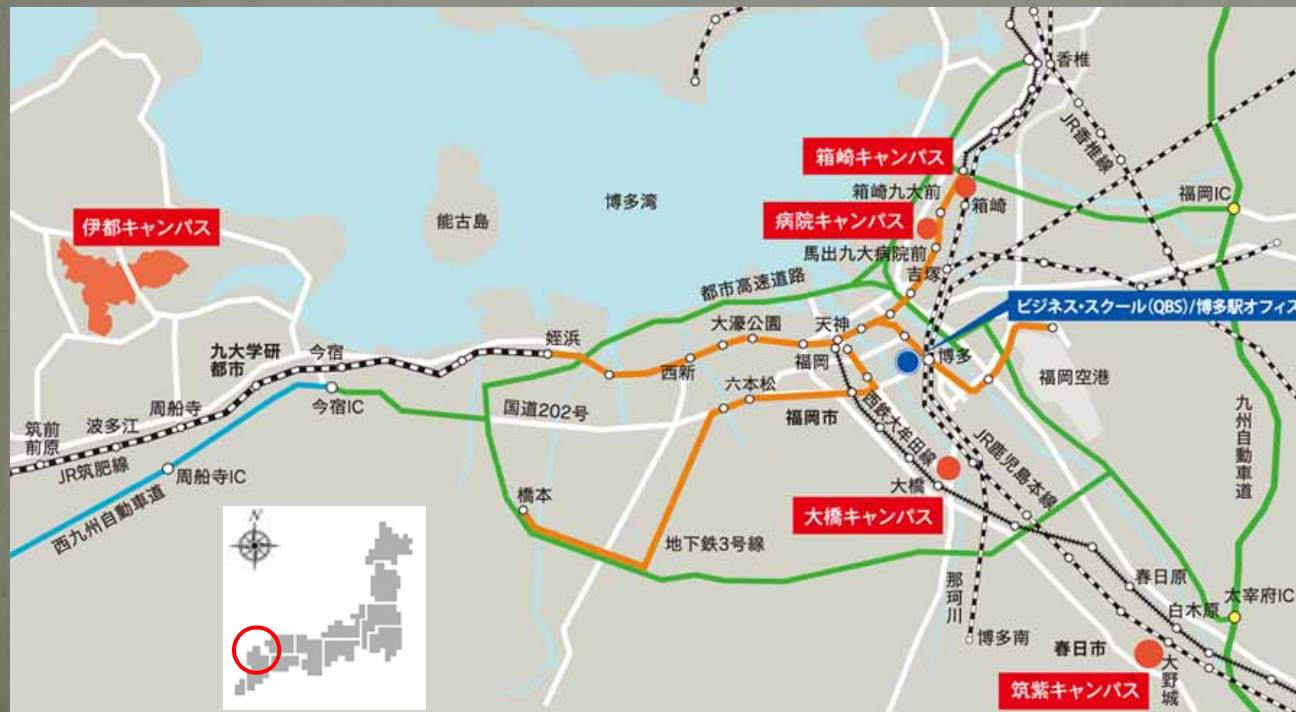 香椎
JR香椎線
箱崎キャンパス
箱崎九大前
箱崎
福岡IC
病院キャンパス
馬出九大病院前
吉塚
博多湾
能古島
伊都キャンパス
都市高速道路
ビジネス・スクール(QBS)/博多駅オフィス
大濠公園
天神
姪浜
西新
福岡
博多
福岡空港
九大学研
都市
今宿
六本松
今宿IC
国道202号
福岡市
西鉄大牟田線
JR鹿児島本線
九州自動車道
周船寺
波多江
筑前
前原
JR筑肥線
周船寺IC
西九州自動車道
橋本
大橋
大橋キャンパス
地下鉄3号線
N
那珂川
春日原
白木原
太宰府IC
博多南
春日市
大野城
筑紫キャンパス